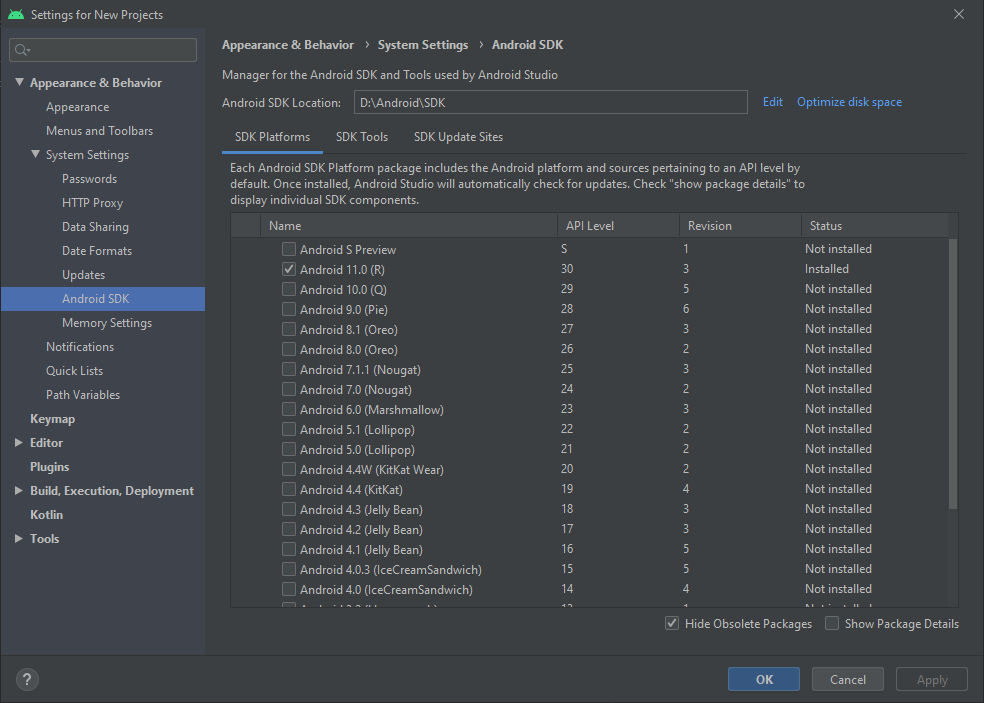 Settings for New Projects
Appearance & Behavior
Appearance
Menus and Toolbars
System Settings
Passwords
HTTP Proxy
Data Sharing
Date Formats
Updates
Android SDK
Memory Settings
Notifications
Quick Lists
Path Variables
Keymap
Editor
Plugins
Build, Execution, Deployment
Kotlin
Tools
Appearance & Behavior › System Settings › Android SDK
Manager for the Android SDK and Tools used by Android Studio
Android SDK Location: D:\Android\SDK Edit Optimize disk space
SDK Platforms SDK Tools SDK Update Sites
Each Android SDK Platform package includes the Android platform and sources pertaining to an API level by
default. Once installed, Android Studio will automatically check for updates. Check "show package details" to
display individual SDK components.
Name API Level Revision Status
Android S Preview S 1 Not installed
Android 11.0 (R) 30 3 Installed
Android 10.0 (Q) 29 5 Not installed
Android 9.0 (Pie) 28 6 Not installed
Android 8.1 (Oreo) 27 3 Not installed
Android 8.0 (Oreo) 26 2 Not installed
Android 7.1.1 (Nougat) 25 3 Not installed
Android 7.0 (Nougat) 24 2 Not installed
Android 6.0 (Marshmallow) 23 3 Not installed
Android 5.1 (Lollipop) 22 2 Not installed
Android 5.0 (Lollipop) 21 2 Not installed
Android 4.4W (KitKat Wear) 20 2 Not installed
Android 4.4 (KitKat) 19 4 Not installed
Android 4.3 (Jelly Bean) 18 3 Not installed
Android 4.2 (Jelly Bean) 17 3 Not installed
Android 4.1 (Jelly Bean) 16 5 Not installed
Android 4.0.3 (IceCreamSandwich) 15 5 Not installed
Android 4.0 (IceCreamSandwich) 14 4 Not installed
Hide Obsolete Packages Show Package Details
? OK Cancel Apply